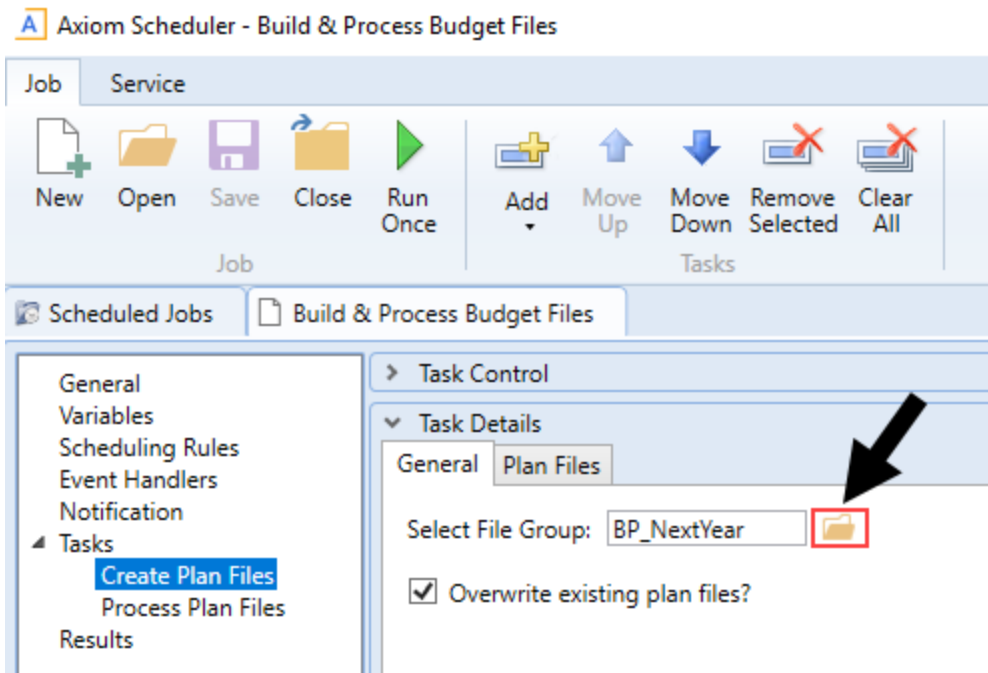 A Axiom Scheduler - Build & Process Budget Files
Job Service
New Open Save Close Run Once Add Move Up Move Down Remove Selected Clear All
Job Tasks
Scheduled Jobs Build & Process Budget Files
General
Variables
Scheduling Rules
Event Handlers
Notification
Tasks
Create Plan Files
Process Plan Files
Results
Task Control
Task Details
General Plan Files
Select File Group: BP_NextYear
Overwrite existing plan files?